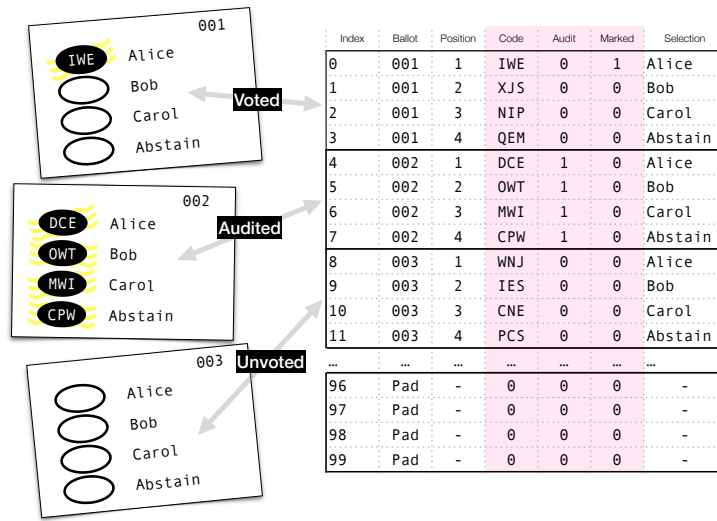 001
IWE Alice
Bob
Carol
Abstain
Voted
002
DCE Alice
OWT Bob
MWI Carol
CPW Abstain
Audited
003
Alice
Bob
Carol
Abstain
Unvoted
Index Ballot Position Code Audit Marked Selection
0 001 1 IWE 0 1 Alice
1 001 2 XJS 0 0 Bob
2 001 3 NIP 0 0 Carol
3 001 4 QEM 0 0 Abstain
4 002 1 DCE 1 0 Alice
5 002 2 OWT 1 0 Bob
6 002 3 MWI 1 0 Carol
7 002 4 CPW 1 0 Abstain
8 003 1 WNJ 0 0 Alice
9 003 2 IES 0 0 Bob
10 003 3 CNE 0 0 Carol
11 003 4 PCS 0 0 Abstain
… … … … … … …
96 Pad - 0 0 0 -
97 Pad - 0 0 0 -
98 Pad - 0 0 0 -
99 Pad - 0 0 0 -